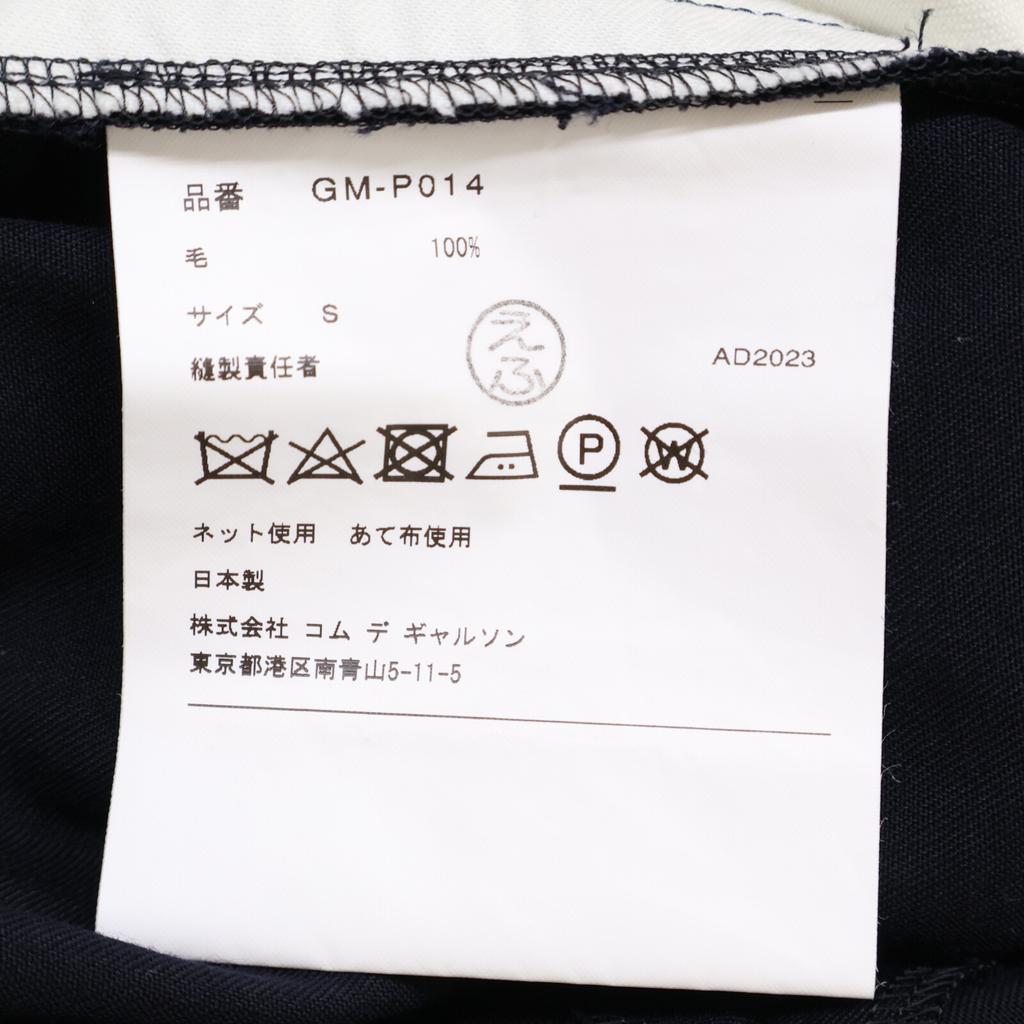 品番 GM-P014
毛 100%
サイズ S
縫製責任者 えふ AD2023
P W
ネット使用 あて布使用
日本製
株式会社 コム デ ギャルソン
東京都港区南青山5-11-5